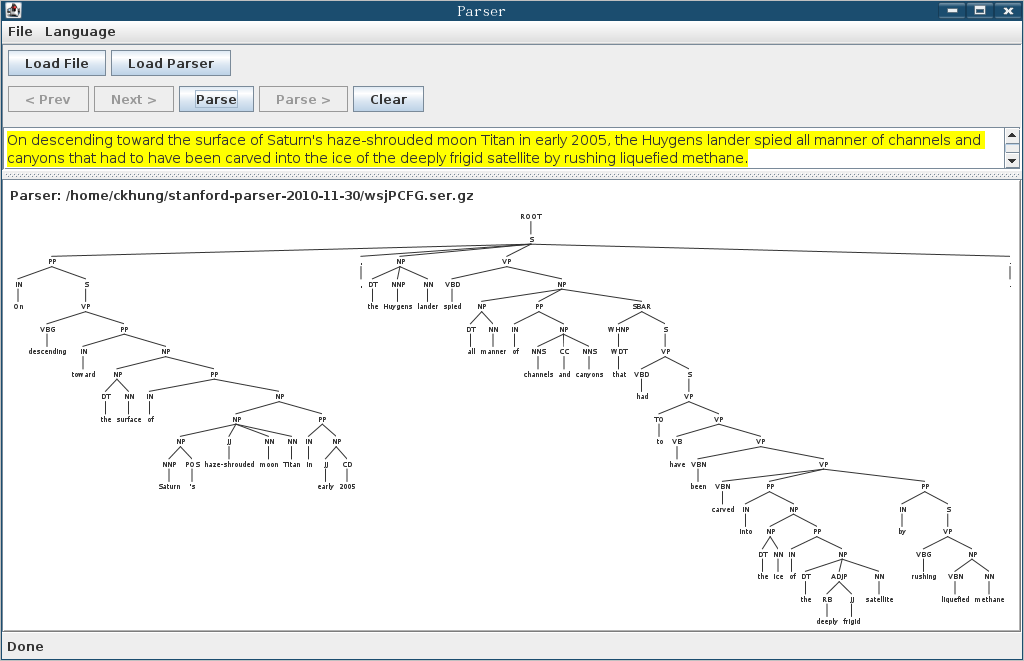 Parser
File Language
Load File Load Parser
< Prev Next > Parse Parse > Clear
On descending toward the surface of Saturn's haze-shrouded moon Titan in early 2005, the Huygens lander spied all manner of channels and
canyons that had to have been carved into the ice of the deeply frigid satellite by rushing liquefied methane.
Parser: /home/ckhung/stanford-parser-2010-11-30/wsjPCFG.ser.gz
ROOT
S
PP , NP VP .
IN S , DT NNP NN VBD NP .
On VP the Huygens lander spied NP PP SBAR
VBG PP DT NN IN NP WHNP S
descending IN NP all manner of NNS CC NNS WDT VP
toward NP PP channels and canyons that VBD S
DT NN IN NP had VP
the surface of NP PP TO VP
NP JJ NN NN IN NP to VB VP
NNP POS haze-shrouded moon Titan in JJ CD have VBN VP
Saturn 's early 2005 been VBN PP PP
carved IN NP IN S
into NP PP by VP
DT NN IN NP VBG NP
the ice of DT ADJP NN rushing VBN NN
the RB JJ satellite liquefied methane
deeply frigid
Done